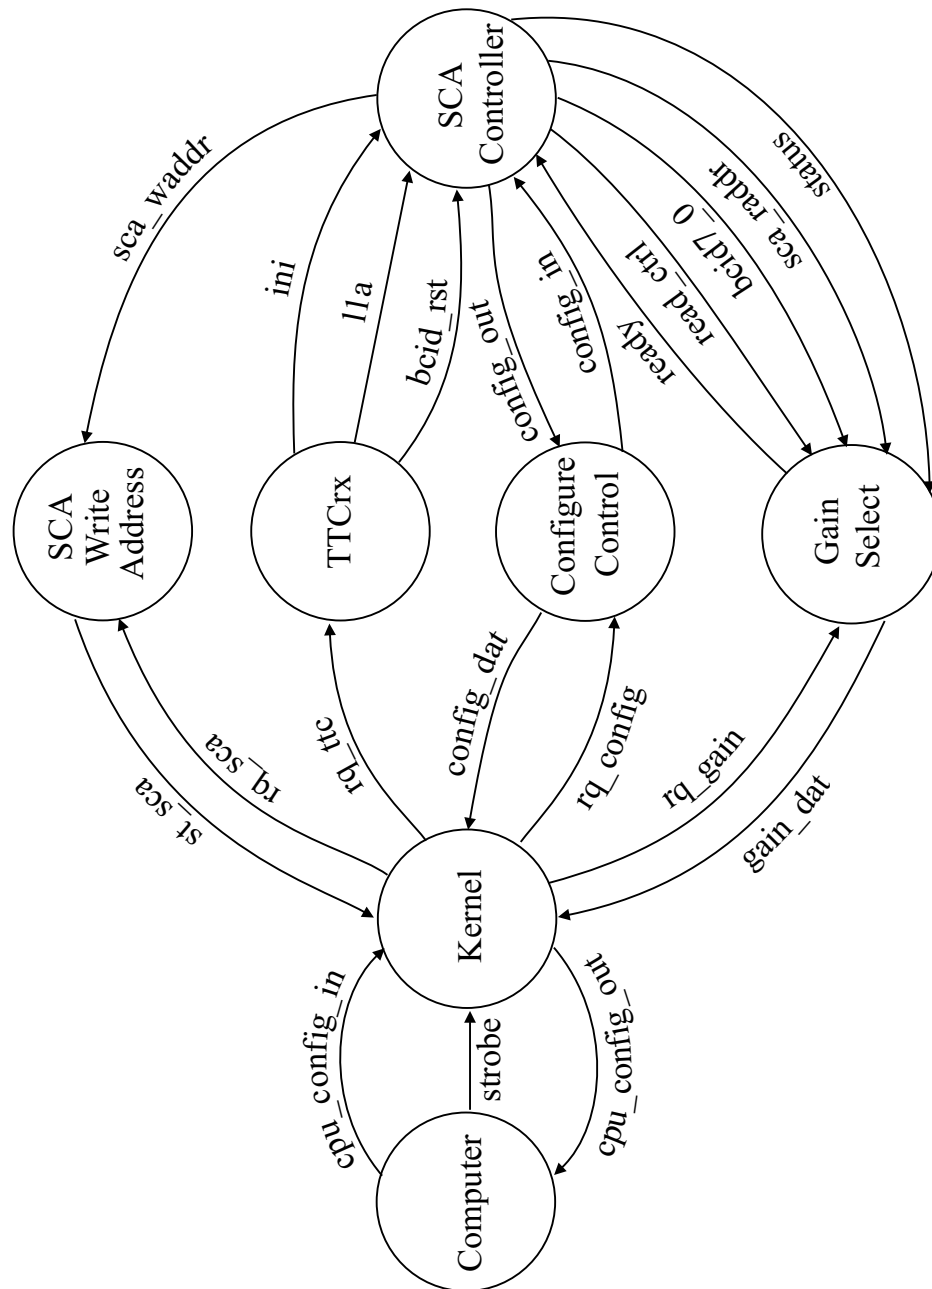 SCA
Write
Address
TTCrx
Configure
Control
Gain
Select
SCA
Controller
Kernel
Computer
cpu_config_in
strobe
cpu_config_out
st_sca
rq_sca
rq_ttc
config_dat
rq_config
rq_gain
gain_dat
sca_waddr
ini
l1a
bcid_rst
config_out
config_in
ready
read_ctrl
bcid7_0
sca_raddr
status